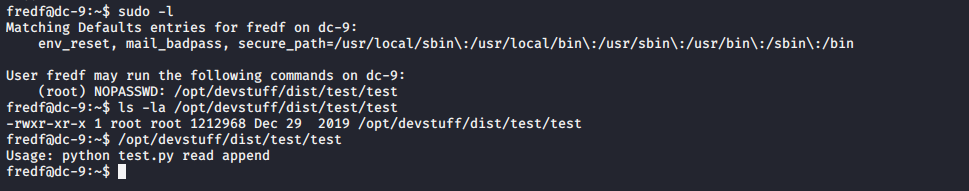 fredf@dc-9:~$ sudo -l
Matching Defaults entries for fredf on dc-9:
    env_reset, mail_badpass, secure_path=/usr/local/sbin\:/usr/local/bin\:/usr/sbin\:/usr/bin\:/sbin\:/bin

User fredf may run the following commands on dc-9:
    (root) NOPASSWD: /opt/devstuff/dist/test/test
fredf@dc-9:~$ ls -la /opt/devstuff/dist/test/test
-rwxr-xr-x 1 root root 1212968 Dec 29  2019 /opt/devstuff/dist/test/test
fredf@dc-9:~$ /opt/devstuff/dist/test/test
Usage: python test.py read append
fredf@dc-9:~$